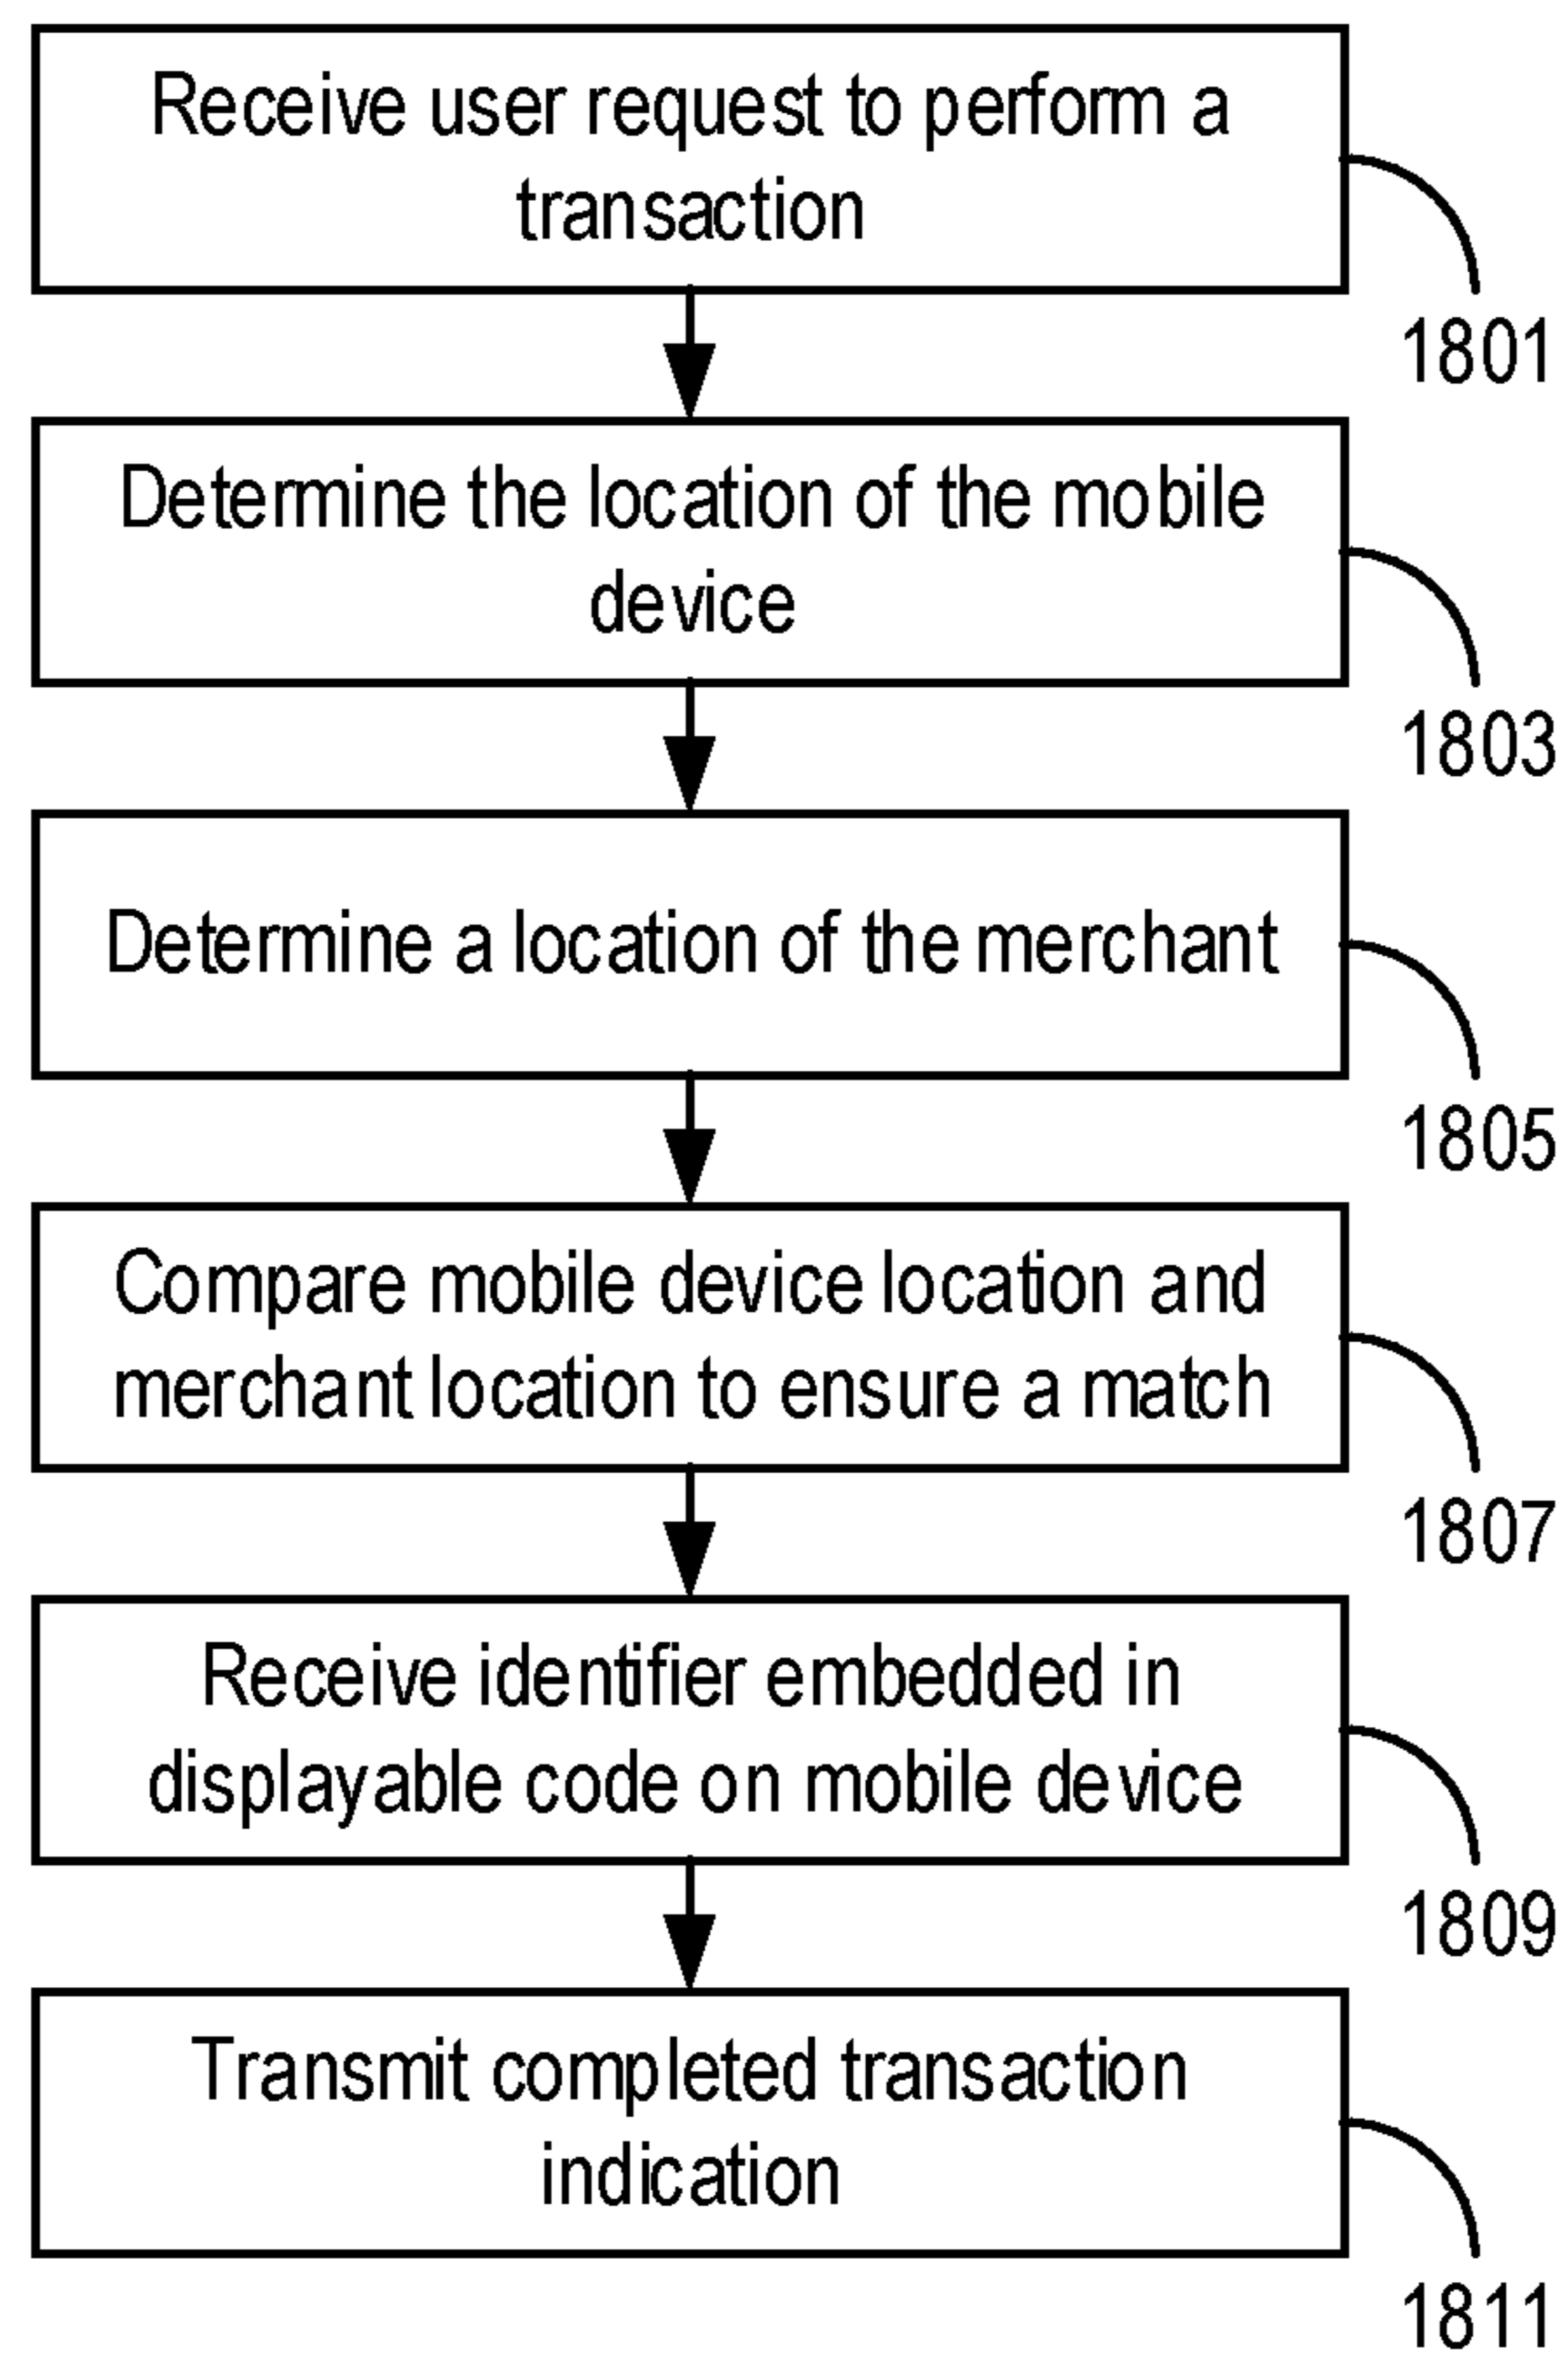 Receive user request to perform a
transaction
1801
Determine the location of the mobile
device
1803
Determine a location of the merchant
1805
Compare mobile device location and
merchant location to ensure a match
1807
Receive identifier embedded in
displayable code on mobile device
1809
Transmit completed transaction
indication
1811